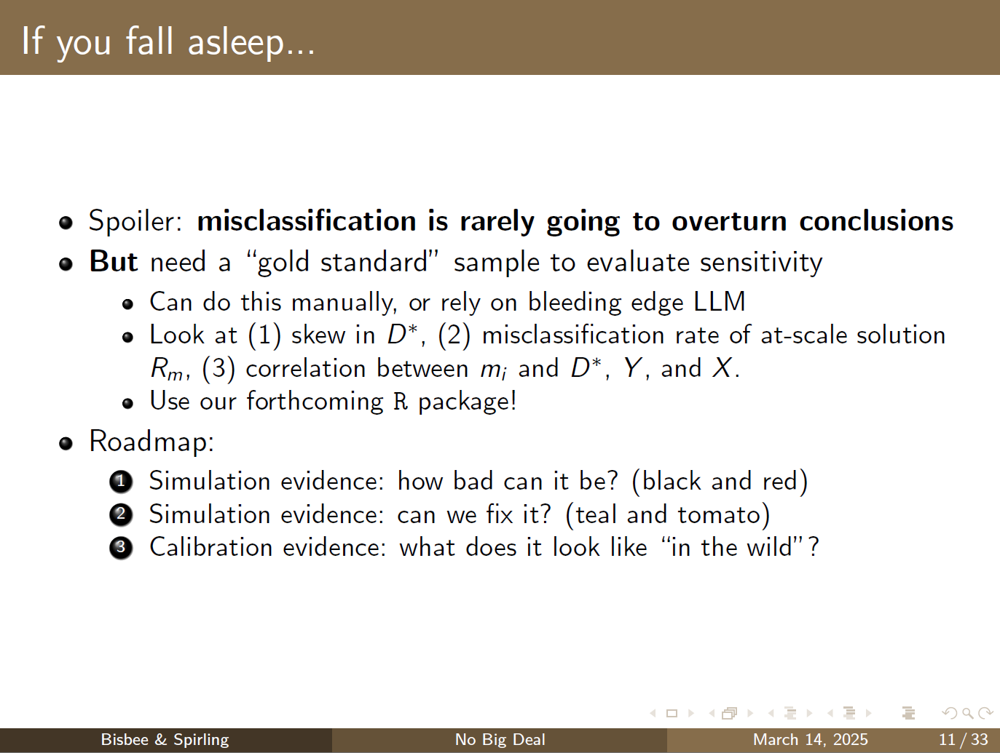 If you fall asleep...
Spoiler: misclassification is rarely going to overturn conclusions
But need a “gold standard” sample to evaluate sensitivity
Can do this manually, or rely on bleeding edge LLM
Look at (1) skew in D*, (2) misclassification rate of at-scale solution
Rₘ, (3) correlation between mᵢ and D*, Y, and X.
Use our forthcoming R package!
Roadmap:
1 Simulation evidence: how bad can it be? (black and red)
2 Simulation evidence: can we fix it? (teal and tomato)
3 Calibration evidence: what does it look like “in the wild”?
Bisbee & Spirling No Big Deal March 14, 2025 11 / 33